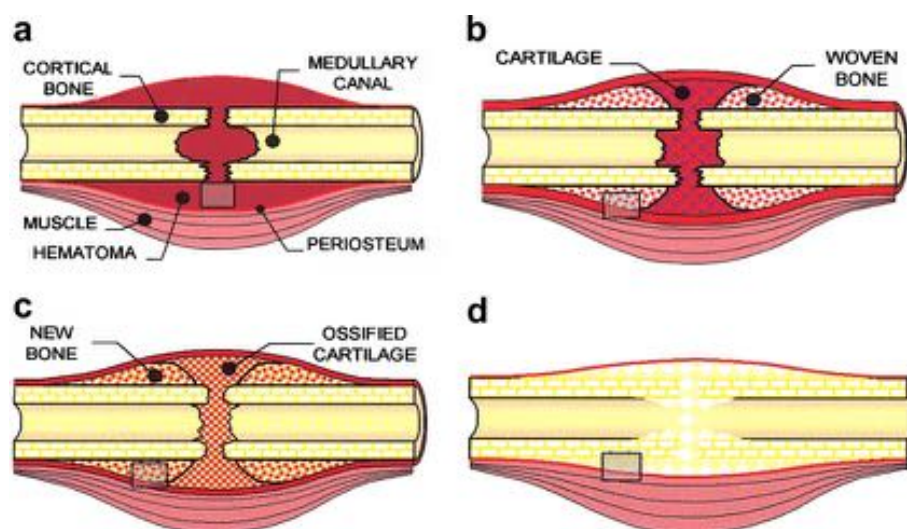 a
CORTICAL
BONE
MEDULLARY
CANAL
MUSCLE
HEMATOMA
PERIOSTEUM
b
CARTILAGE
WOVEN
BONE
c
NEW
BONE
OSSIFIED
CARTILAGE
d